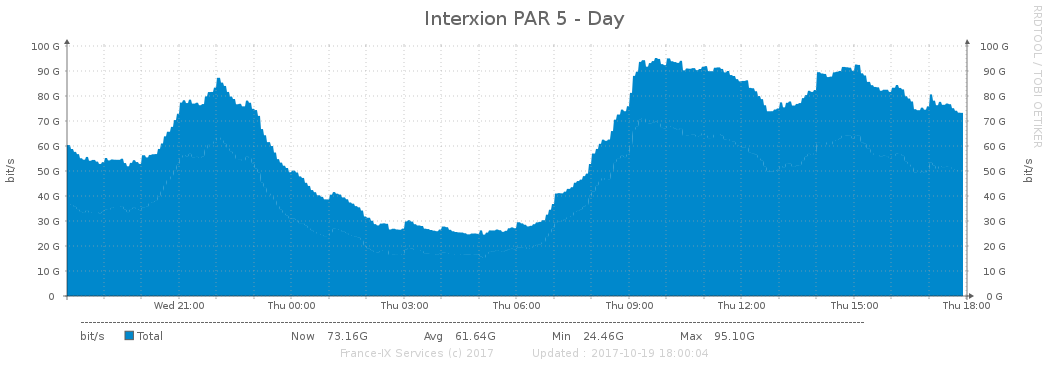 Interxion PAR 5 - Day
RRDTOOL / TOBI OETIKER
bit/s
100 G 100 G
90 G 90 G
80 G 80 G
70 G 70 G
60 G 60 G
50 G 50 G
40 G 40 G
30 G 30 G
20 G 20 G
10 G 10 G
0 0 G
bit/s
Wed 21:00 Thu 00:00 Thu 03:00 Thu 06:00 Thu 09:00 Thu 12:00 Thu 15:00 Thu 18:00
bit/s Total Now 73.16G Avg 61.64G Min 24.46G Max 95.10G
France-IX Services (c) 2017 Updated : 2017-10-19 18:00:04